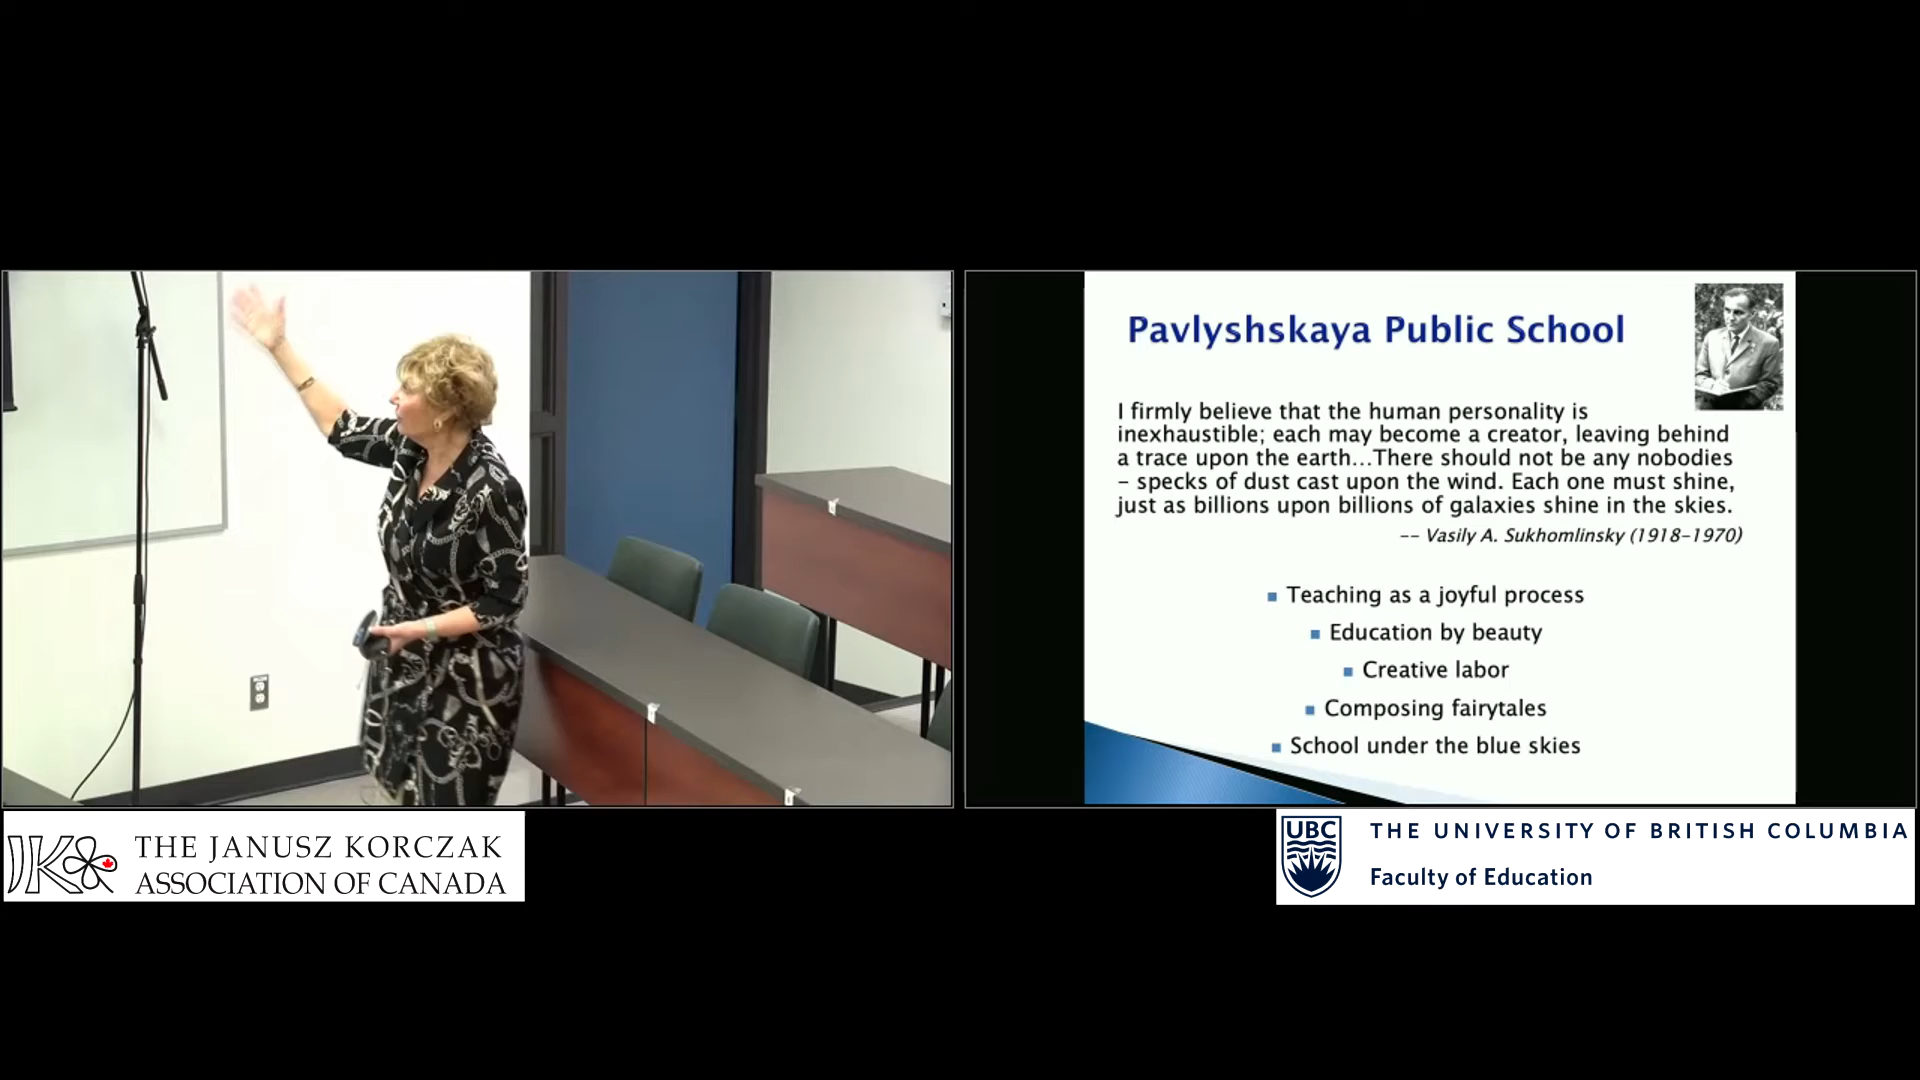 Pavlyshskaya Public School
I firmly believe that the human personality is
inexhaustible; each may become a creator, leaving behind
a trace upon the earth...There should not be any nobodies
– specks of dust cast upon the wind. Each one must shine,
just as billions upon billions of galaxies shine in the skies.
-- Vasily A. Sukhomlinsky (1918-1970)
Teaching as a joyful process
Education by beauty
Creative labor
Composing fairytales
School under the blue skies
JK
THE JANUSZ KORCZAK
ASSOCIATION OF CANADA
UBC
THE UNIVERSITY OF BRITISH COLUMBIA
Faculty of Education